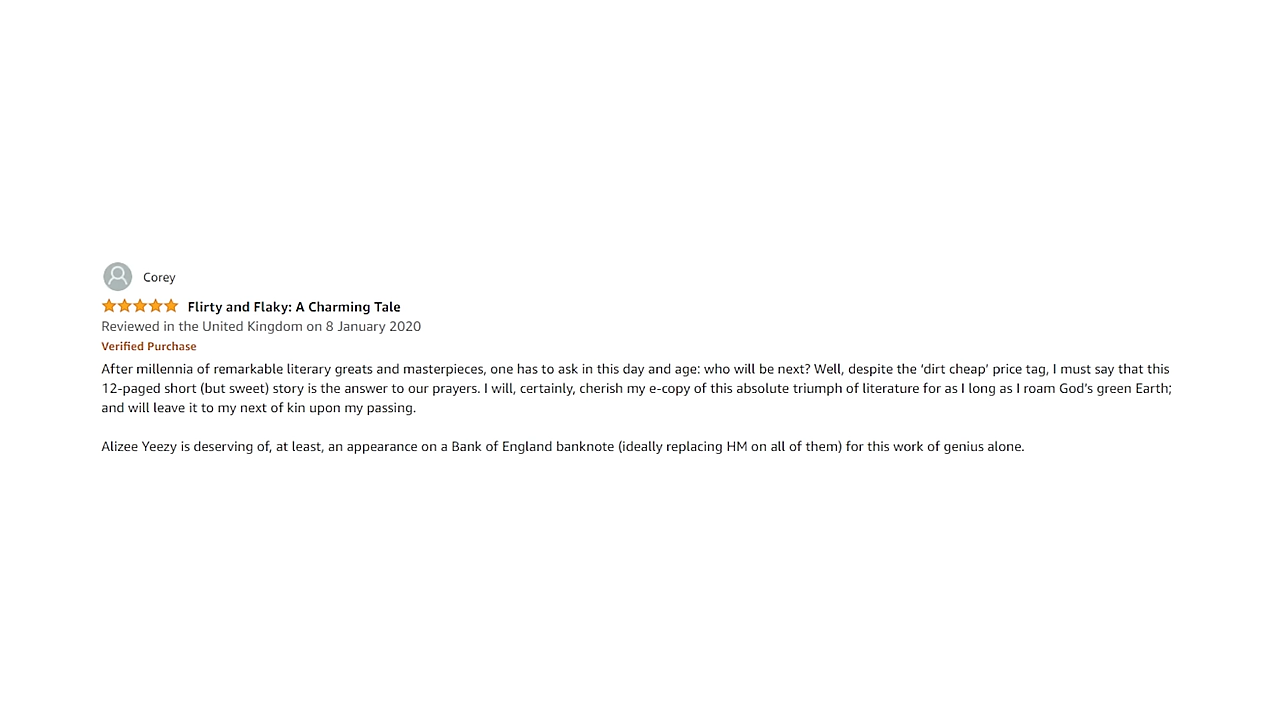 Corey
Flirty and Flaky: A Charming Tale
Reviewed in the United Kingdom on 8 January 2020
Verified Purchase
After millennia of remarkable literary greats and masterpieces, one has to ask in this day and age: who will be next? Well, despite the ‘dirt cheap’ price tag, I must say that this
12-paged short (but sweet) story is the answer to our prayers. I will, certainly, cherish my e-copy of this absolute triumph of literature for as I long as I roam God’s green Earth;
and will leave it to my next of kin upon my passing.
Alizee Yeezy is deserving of, at least, an appearance on a Bank of England banknote (ideally replacing HM on all of them) for this work of genius alone.